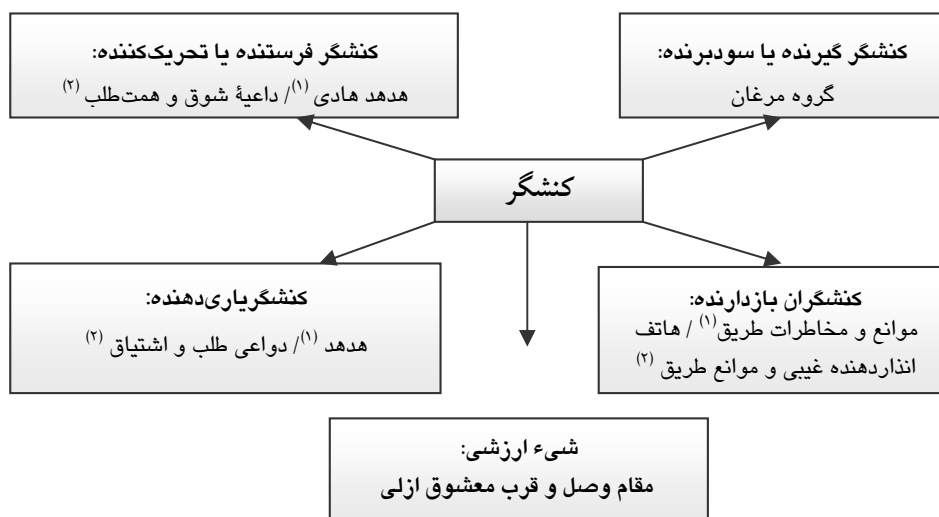 کنشگر گیرنده یا سودبرنده:
گروه مرغان
کنشگر فرستنده یا تحریک‌کننده:
هدهد هادی (۱)/ داعیۀ شوق و همت‌طلب (۲)
کنشگر
کنشگران بازدارنده:
موانع و مخاطرات طریق(۱) / هاتف
انذاردهنده غیبی و موانع طریق (۲)
کنشگریاری‌دهنده:
هدهد (۱)/ دواعی طلب و اشتیاق (۲)
شیء ارزشی:
مقام وصل و قرب معشوق ازلی